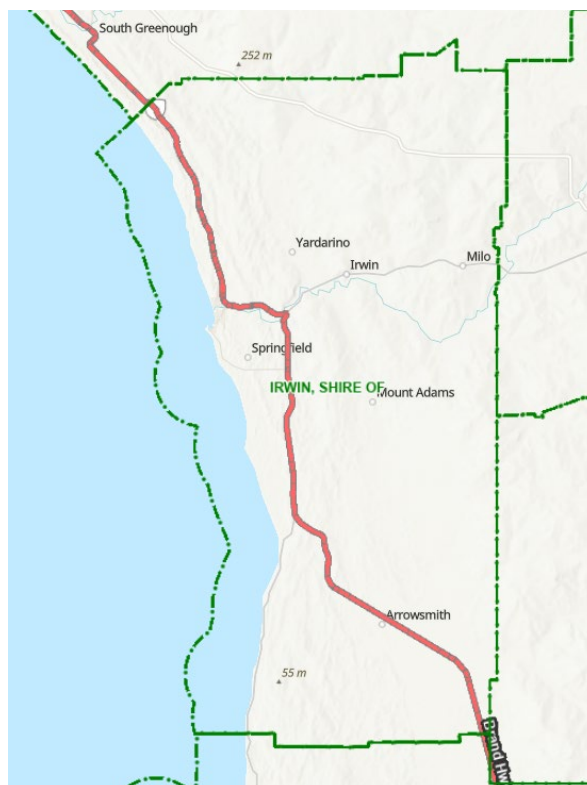 South Greenough
252 m
Yardarino
Irwin
Milo
Springfield
IRWIN, SHIRE OF
Mount Adams
Arrowsmith
55 m
Brand Hw